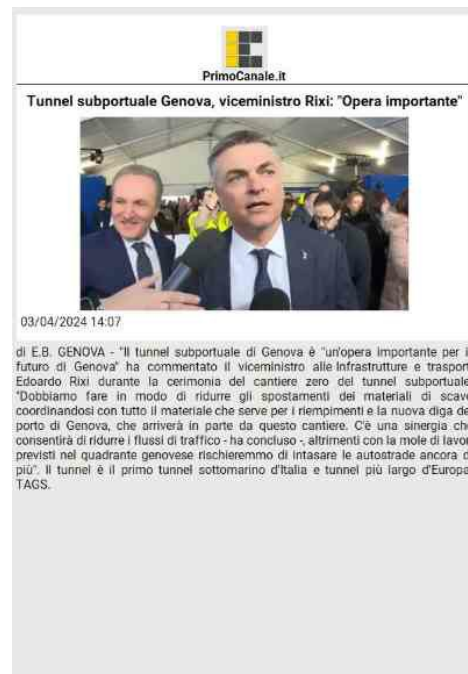 PrimoCanale.it
Tunnel subportuale Genova, viceministro Rixi: "Opera importante"
03/04/2024 14:07
di E.B. GENOVA - "Il tunnel subportuale di Genova è "un'opera importante per i
futuro di Genova" ha commentato il viceministro alle Infrastrutture e trasport
Edoardo Rixi durante la cerimonia del cantiere zero del tunnel subportuale
"Dobbiamo fare in modo di ridurre gli spostamenti dei materiali di scav
coordinandosi con tutto il materiale che serve per i riempimenti e la nuova diga de
porto di Genova, che arriverà in parte da questo cantiere. C'è una sinergia che
consentirà di ridurre i flussi di traffico - ha concluso -, altrimenti con la mole di lavor
previsti nel quadrante genovese rischieremmo di intasare le autostrade ancora d
più". Il tunnel è il primo tunnel sottomarino d'Italia e tunnel più largo d'Europa
TAGS.